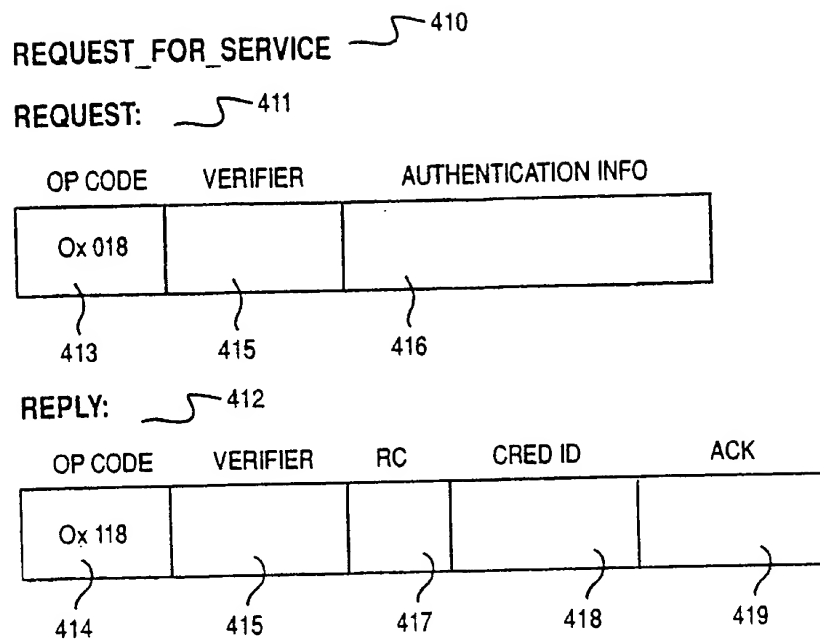 REQUEST_FOR_SERVICE 410
REQUEST: 411
OP CODE VERIFIER AUTHENTICATION INFO
Ox 018
413 415 416
REPLY: 412
OP CODE VERIFIER RC CRED ID ACK
Ox 118
414 415 417 418 419